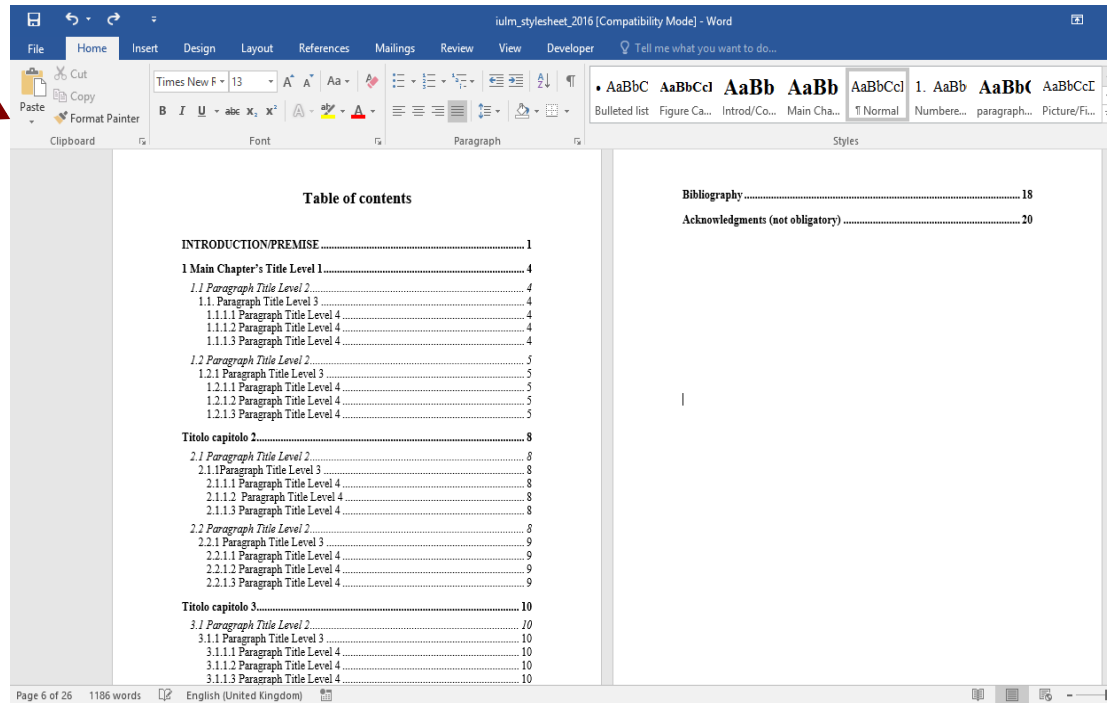 iulm_stylesheet_2016 [Compatibility Mode] - Word
File Home Insert Design Layout References Mailings Review View Developer Tell me what you want to do...
Paste
Cut
Copy
Format Painter
Clipboard
Times New F 13 A A Aa
B I U abc X₂ X² A aby A
Font
Paragraph
• AaBbC AaBbCcl AaBb AaBb AaBbCcl 1. AaBb AaBb( AaBbCcD
Bulleted list Figure Ca... Introd/Co... Main Cha... ¶ Normal Numbere... paragraph... Picture/Fi...
Styles
Table of contents
INTRODUCTION/PREMISE 1
1 Main Chapter's Title Level 1 4
1.1 Paragraph Title Level 2 4
1.1. Paragraph Title Level 3 4
1.1.1.1 Paragraph Title Level 4 4
1.1.1.2 Paragraph Title Level 4 4
1.1.1.3 Paragraph Title Level 4 4
1.2 Paragraph Title Level 2 5
1.2.1 Paragraph Title Level 3 5
1.2.1.1 Paragraph Title Level 4 5
1.2.1.2 Paragraph Title Level 4 5
1.2.1.3 Paragraph Title Level 4 5
Titolo capitolo 2 8
2.1 Paragraph Title Level 2 8
2.1.1Paragraph Title Level 3 8
2.1.1.1 Paragraph Title Level 4 8
2.1.1.2 Paragraph Title Level 4 8
2.1.1.3 Paragraph Title Level 4 8
2.2 Paragraph Title Level 2 8
2.2.1 Paragraph Title Level 3 9
2.2.1.1 Paragraph Title Level 4 9
2.2.1.2 Paragraph Title Level 4 9
2.2.1.3 Paragraph Title Level 4 9
Titolo capitolo 3 10
3.1 Paragraph Title Level 2 10
3.1.1 Paragraph Title Level 3 10
3.1.1.1 Paragraph Title Level 4 10
3.1.1.2 Paragraph Title Level 4 10
3.1.1.3 Paragraph Title Level 4 10
Bibliography 18
Acknowledgments (not obligatory) 20
Page 6 of 26 1186 words English (United Kingdom)